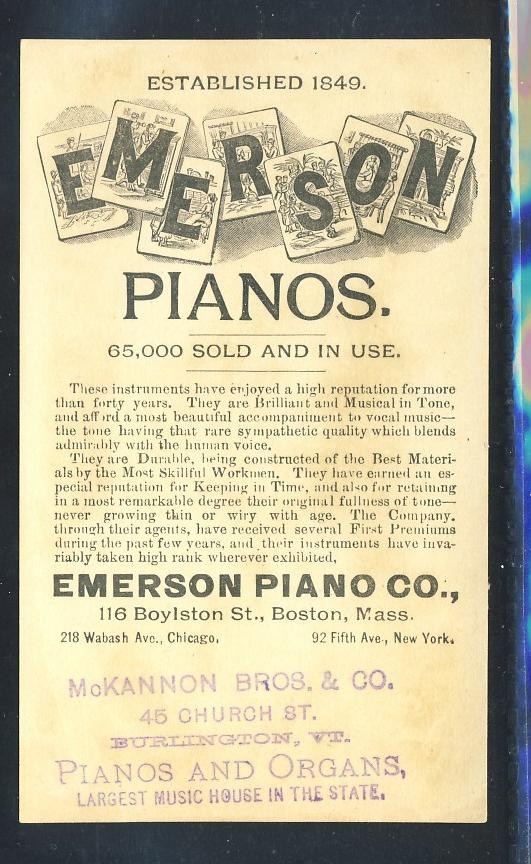 ESTABLISHED 1849.
EMERSON
PIANOS.
65,000 SOLD AND IN USE.
These instruments have enjoyed a high reputation for more
than forty years. They are Brilliant and Musical in Tone,
and afford a most beautiful accompaniment to vocal music—
the tone having that rare sympathetic quality which blends
admirably with the human voice.
They are Durable, being constructed of the Best Materi-
als by the Most Skillful Workmen. They have earned an es-
pecial reputation for Keeping in Time, and also for retaining
in a most remarkable degree their original fullness of tone—
never growing thin or wiry with age. The Company,
through their agents, have received several First Premiums
during the past few years, and their instruments have inva-
riably taken high rank wherever exhibited,
EMERSON PIANO CO.,
116 Boylston St., Boston, Mass.
218 Wabash Ave., Chicago. 92 Fifth Ave., New York.
McKANNON BROS. & CO.
45 CHURCH ST.
BURLINGTON, VT.
PIANOS AND ORGANS,
LARGEST MUSIC HOUSE IN THE STATE.